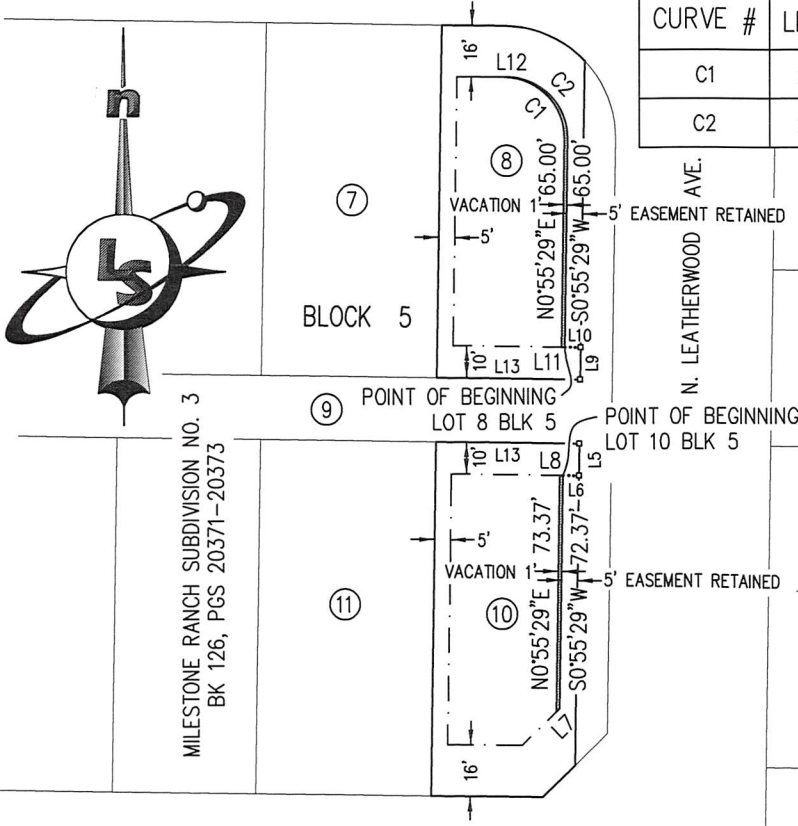 CURVE #
C1
C2
16'
L12
C2
C1
n
8
7
N0°55'29"E 65.00'
S0°55'29"W 65.00'
VACATION 1'
5' EASEMENT RETAINED
5'
N. LEATHERWOOD AVE.
LS
BLOCK 5
L10
10'
L13
L11
L9
POINT OF BEGINNING
LOT 8 BLK 5
9
POINT OF BEGINNING
LOT 10 BLK 5
10'
L13
L8
L5
L6
MILESTONE RANCH SUBDIVISION NO. 3
BK 126, PGS 20371-20373
5'
N0°55'29"E 73.37'
S0°55'29"W 72.37'
VACATION 1'
5' EASEMENT RETAINED
11
10
L7
16'